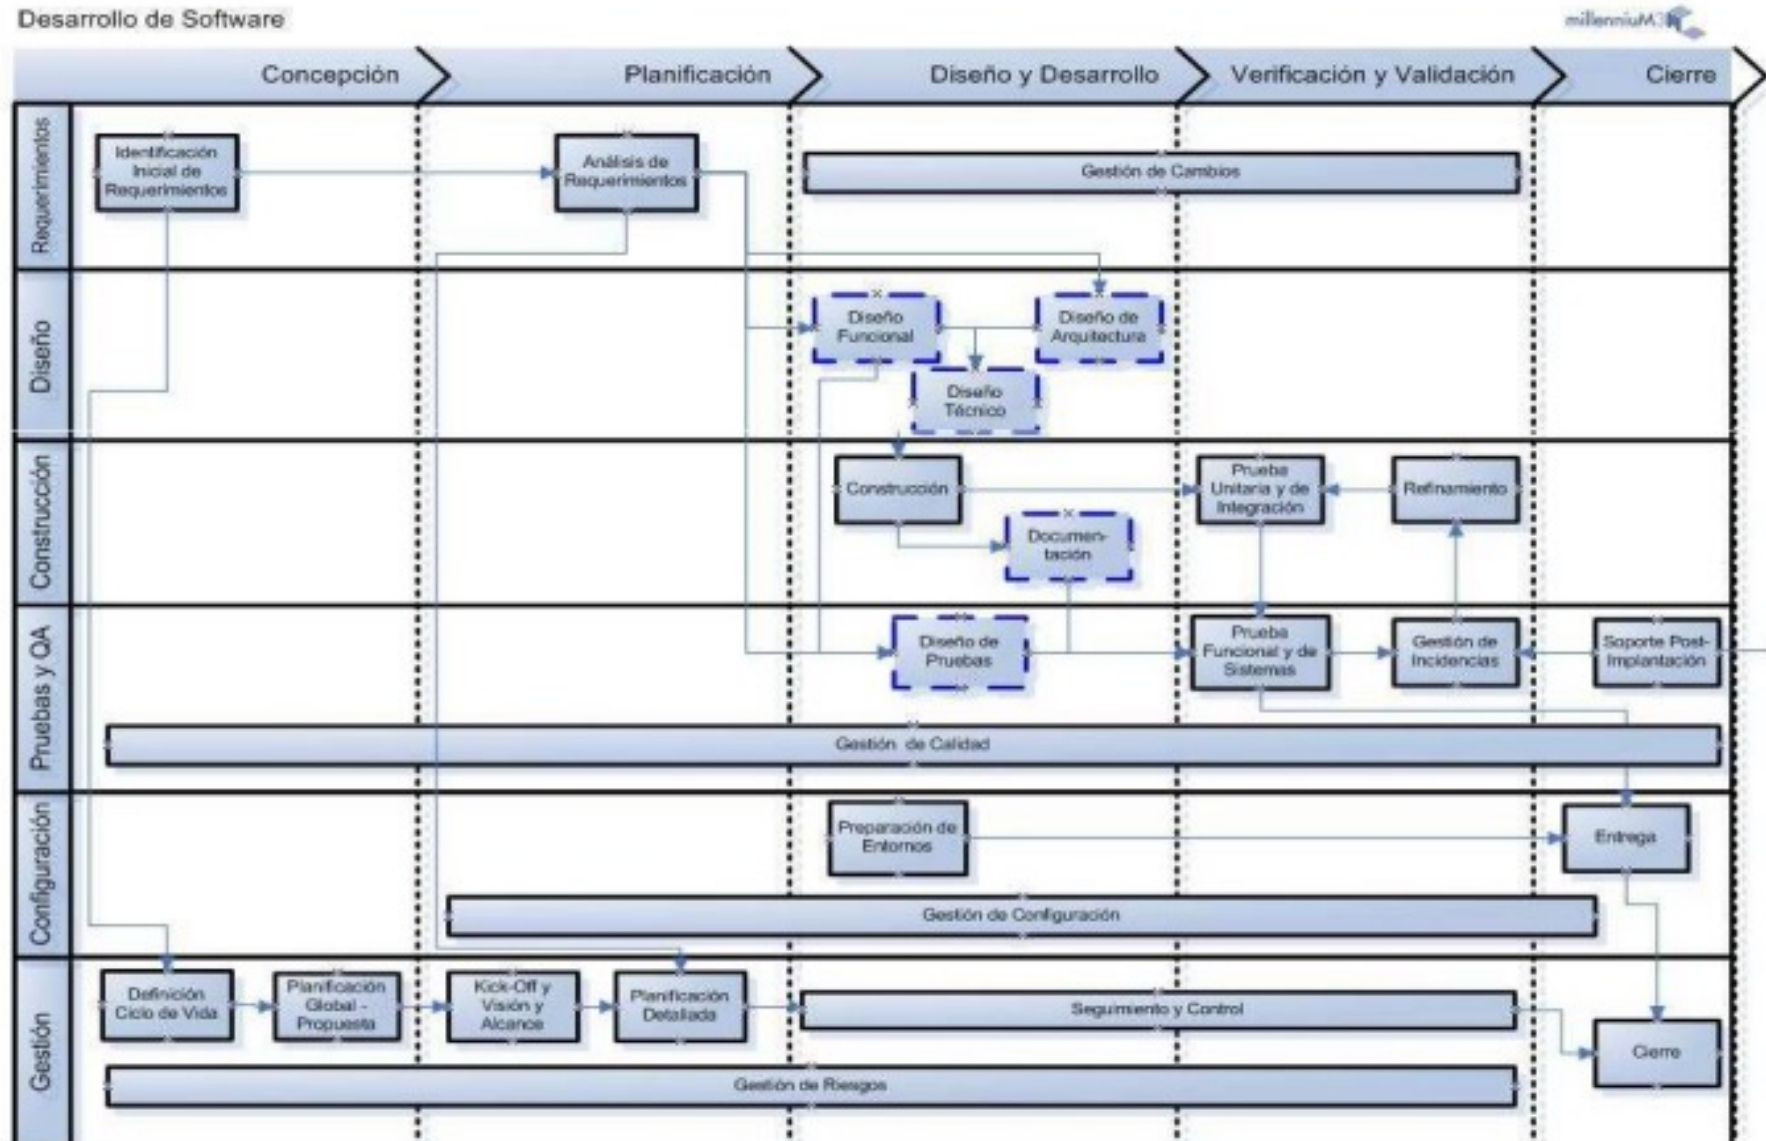 Desarrollo de Software
millenniuM3
Concepción
Planificación
Diseño y Desarrollo
Verificación y Validación
Cierre
Requerimientos
Identificación
Inicial de
Requerimientos
Análisis de
Requerimientos
Gestión de Cambios
Diseño
Diseño
Funcional
Diseño de
Arquitectura
Diseño
Técnico
Construcción
Construcción
Documen-
tación
Prueba
Unitaria y de
Integración
Refinamiento
Pruebas y QA
Diseño de
Pruebas
Prueba
Funcional y de
Sistemas
Gestión de
Incidencias
Soporte Post-
Implantación
Gestión de Calidad
Configuración
Preparación de
Entornos
Entrega
Gestión de Configuración
Gestión
Definición
Ciclo de Vida
Planificación
Global -
Propuesta
Kick-Off y
Visión y
Alcance
Planificación
Detallada
Seguimiento y Control
Cierre
Gestión de Riesgos